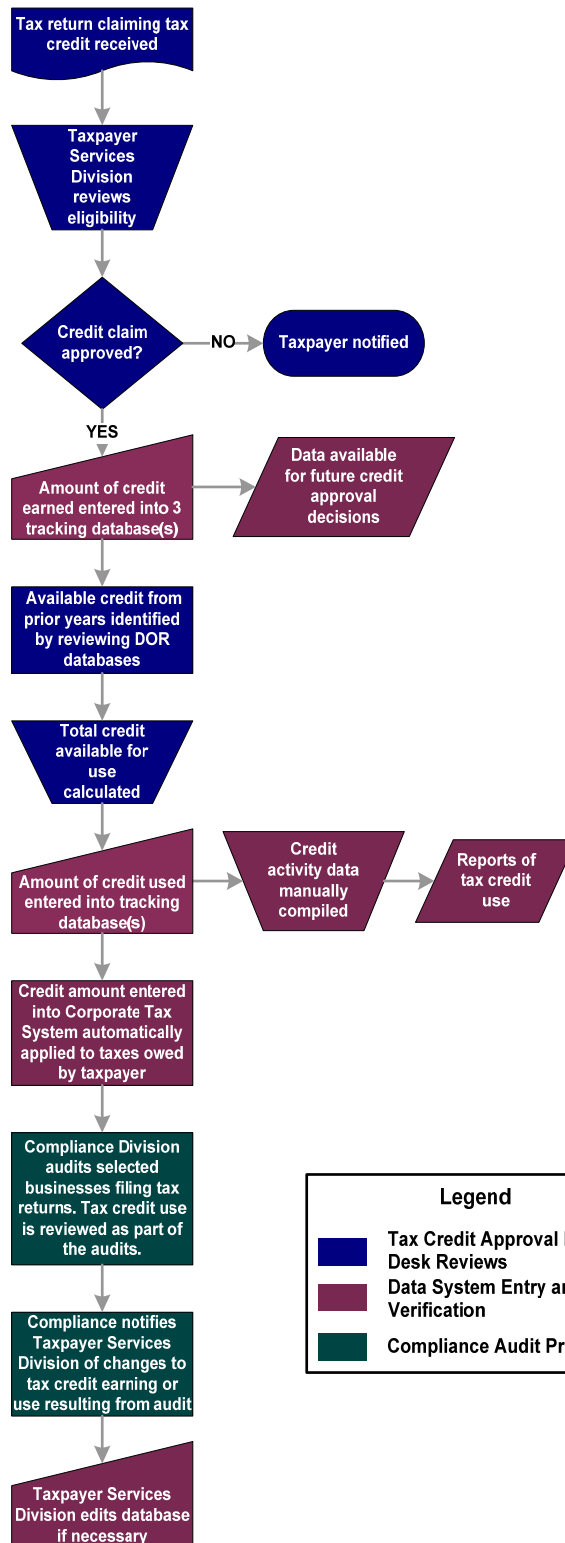 Tax return claiming tax
credit received
Taxpayer
Services
Division
reviews
eligibility
Credit claim
approved?
NO
Taxpayer notified
YES
Amount of credit
earned entered into 3
tracking database(s)
Data available
for future credit
approval
decisions
Available credit from
prior years identified
by reviewing DOR
databases
Total credit
available for
use
calculated
Amount of credit used
entered into tracking
database(s)
Credit
activity data
manually
compiled
Reports of
tax credit
use
Credit amount entered
into Corporate Tax
System automatically
applied to taxes owed
by taxpayer
Compliance Division
audits selected
businesses filing tax
returns. Tax credit use
is reviewed as part of
the audits.
Compliance notifies
Taxpayer Services
Division of changes to
tax credit earning or
use resulting from audit
Taxpayer Services
Division edits database
if necessary
Legend
Tax Credit Approval
Desk Reviews
Data System Entry
Verification
Compliance Audit